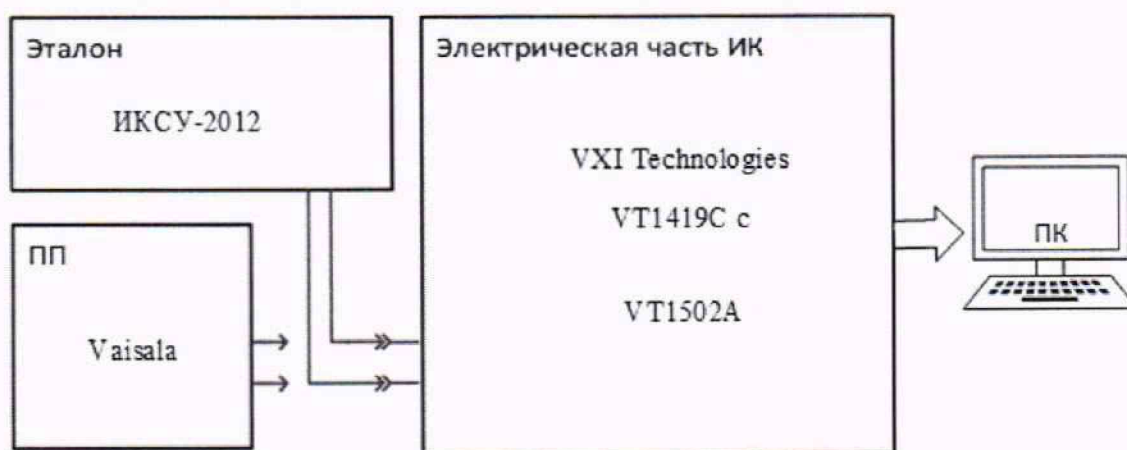 Эталон
ИКСУ-2012
ПП
Vaisala
Электрическая часть ИК
VXI Technologies
VT1419C с
VT1502A
ПК